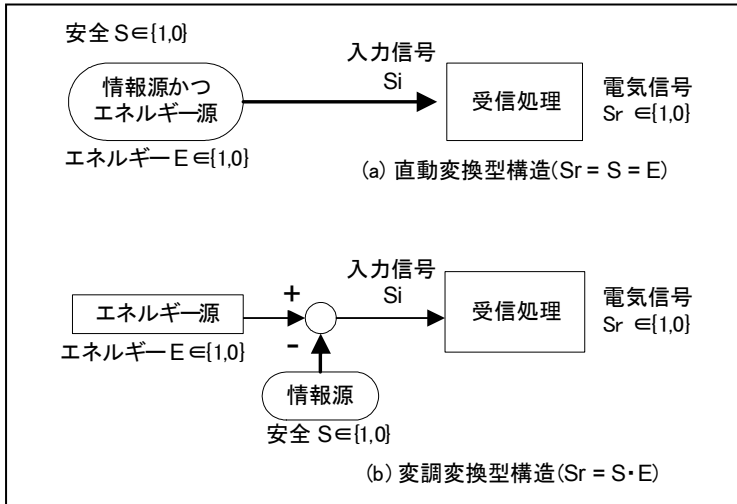 安全 S∈{1,0}
情報源かつ
エネルギー源
エネルギー E∈{1,0}
入力信号
Si
受信処理
電気信号
Sr ∈{1,0}
(a) 直動変換型構造(Sr = S = E)
エネルギー源
エネルギー E∈{1,0}
+
-
情報源
安全 S∈{1,0}
入力信号
Si
受信処理
電気信号
Sr ∈{1,0}
(b) 変調変換型構造(Sr = S・E)